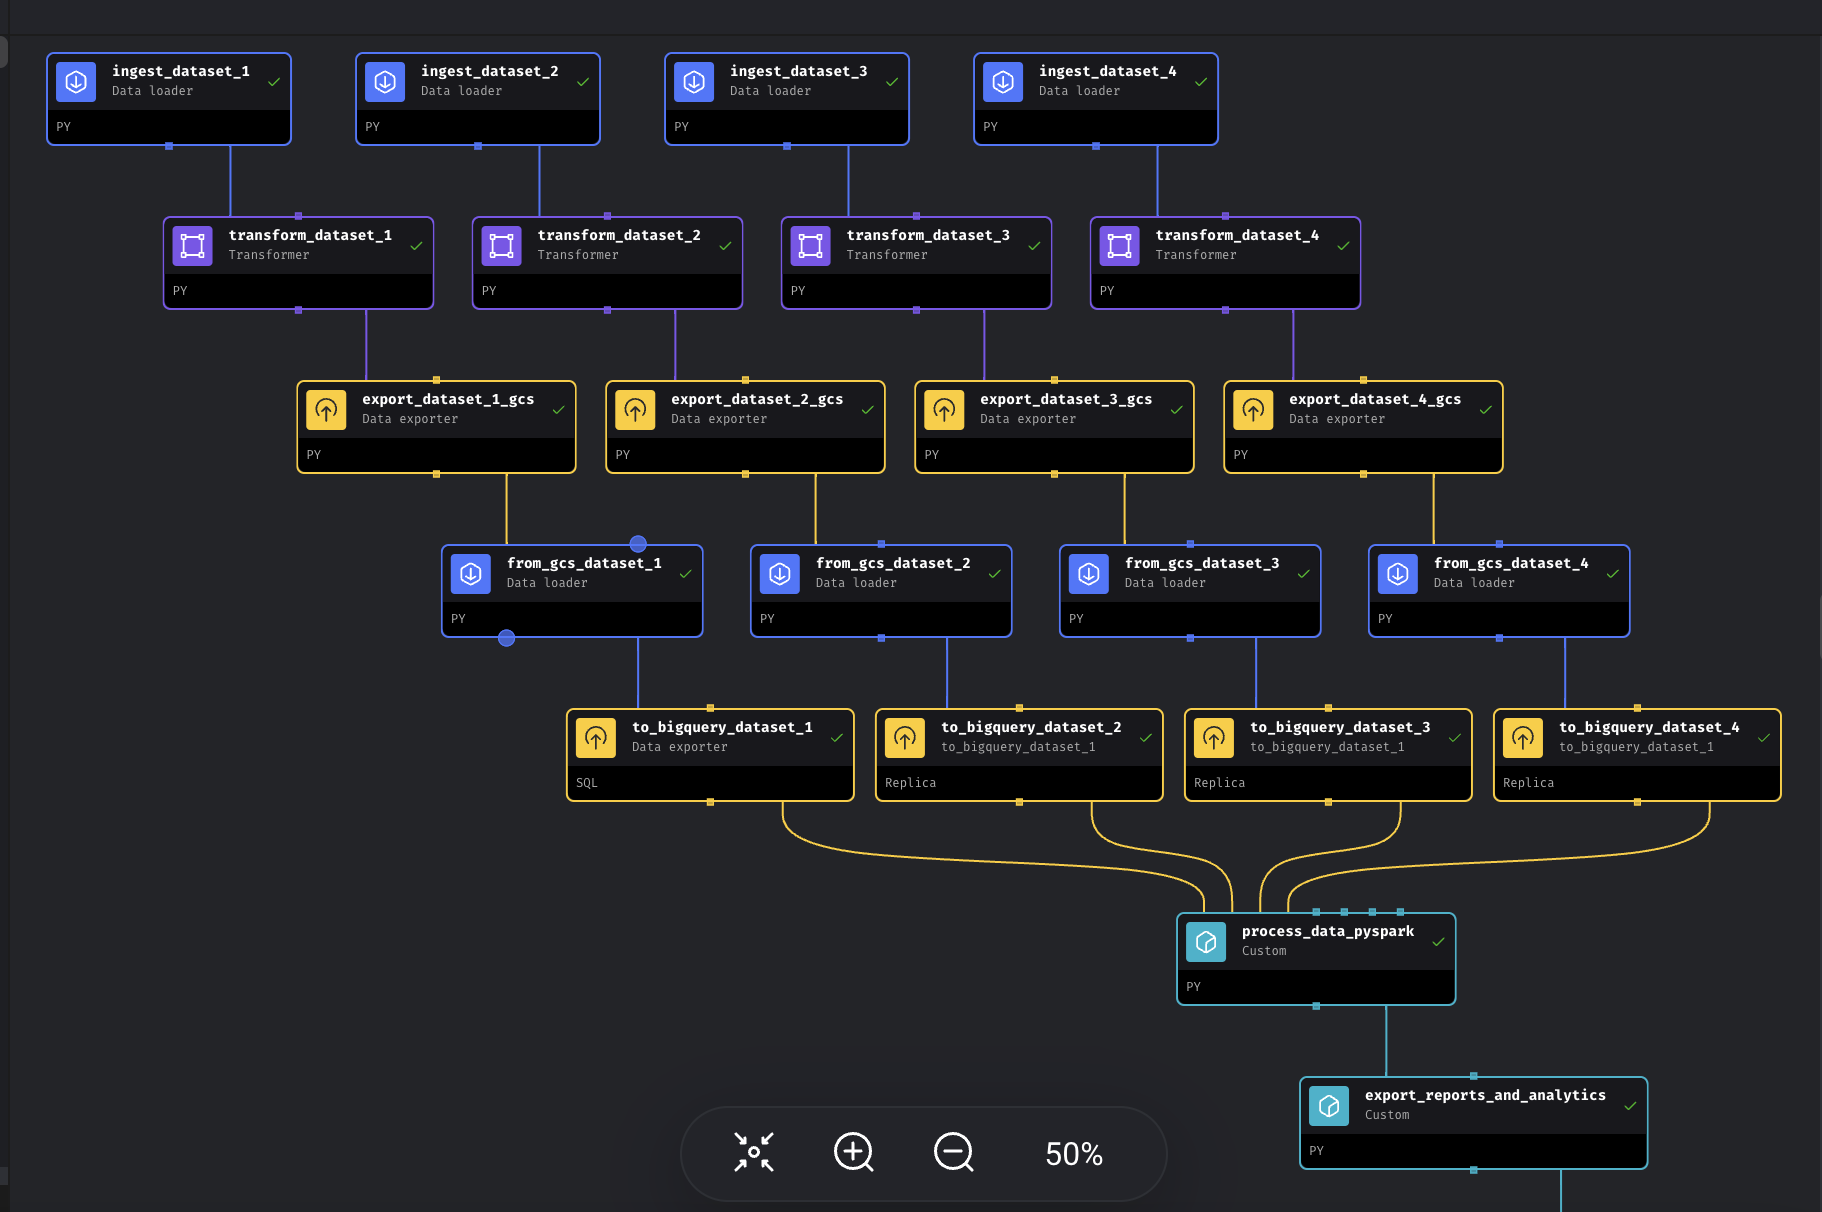 ingest_dataset_1
Data loader
PY
ingest_dataset_2
Data loader
PY
ingest_dataset_3
Data loader
PY
ingest_dataset_4
Data loader
PY
transform_dataset_1
Transformer
PY
transform_dataset_2
Transformer
PY
transform_dataset_3
Transformer
PY
transform_dataset_4
Transformer
PY
export_dataset_1_gcs
Data exporter
PY
export_dataset_2_gcs
Data exporter
PY
export_dataset_3_gcs
Data exporter
PY
export_dataset_4_gcs
Data exporter
PY
from_gcs_dataset_1
Data loader
PY
from_gcs_dataset_2
Data loader
PY
from_gcs_dataset_3
Data loader
PY
from_gcs_dataset_4
Data loader
PY
to_bigquery_dataset_1
Data exporter
SQL
to_bigquery_dataset_2
to_bigquery_dataset_1
Replica
to_bigquery_dataset_3
to_bigquery_dataset_1
Replica
to_bigquery_dataset_4
to_bigquery_dataset_1
Replica
process_data_pyspark
Custom
PY
export_reports_and_analytics
Custom
PY
50%